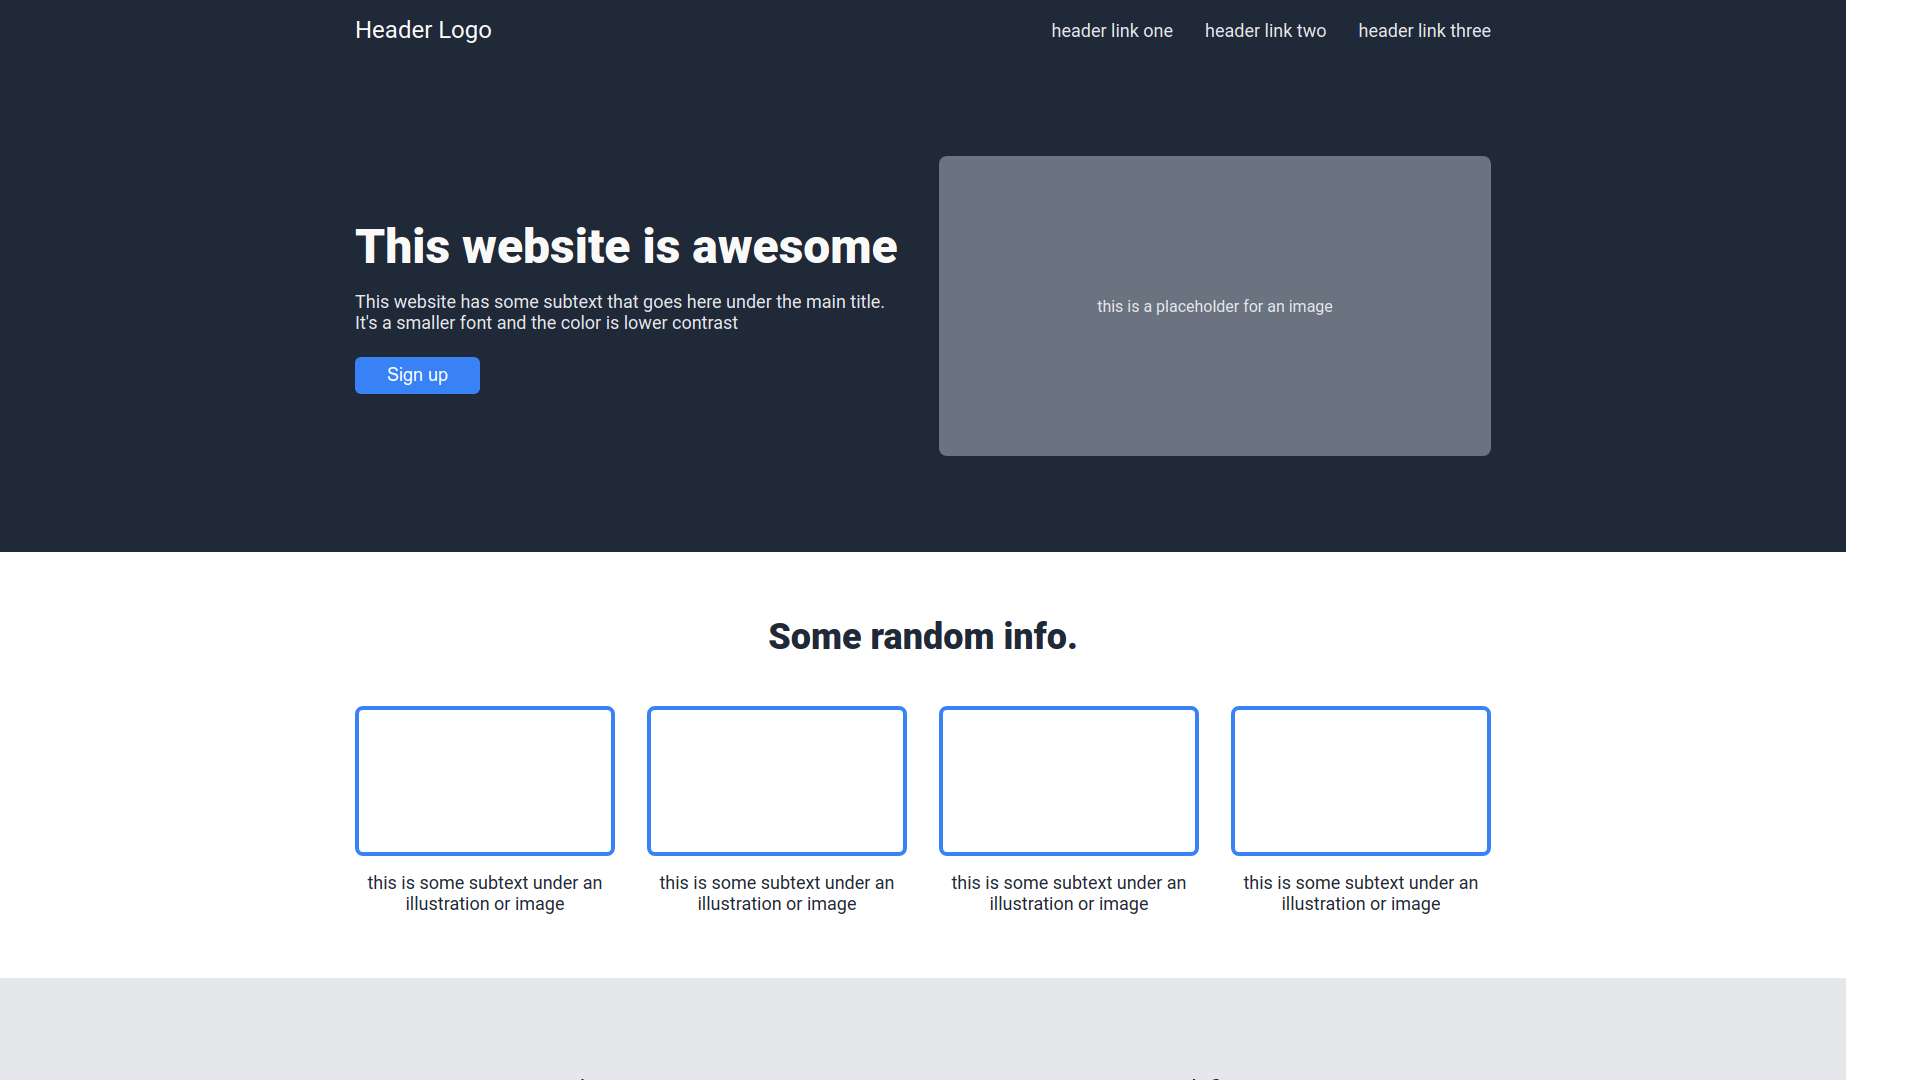 Header Logo
header link one
header link two
header link three
This website is awesome
This website has some subtext that goes here under the main title.
It's a smaller font and the color is lower contrast
Sign up
this is a placeholder for an image
Some random info.
this is some subtext under an
illustration or image
this is some subtext under an
illustration or image
this is some subtext under an
illustration or image
this is some subtext under an
illustration or image